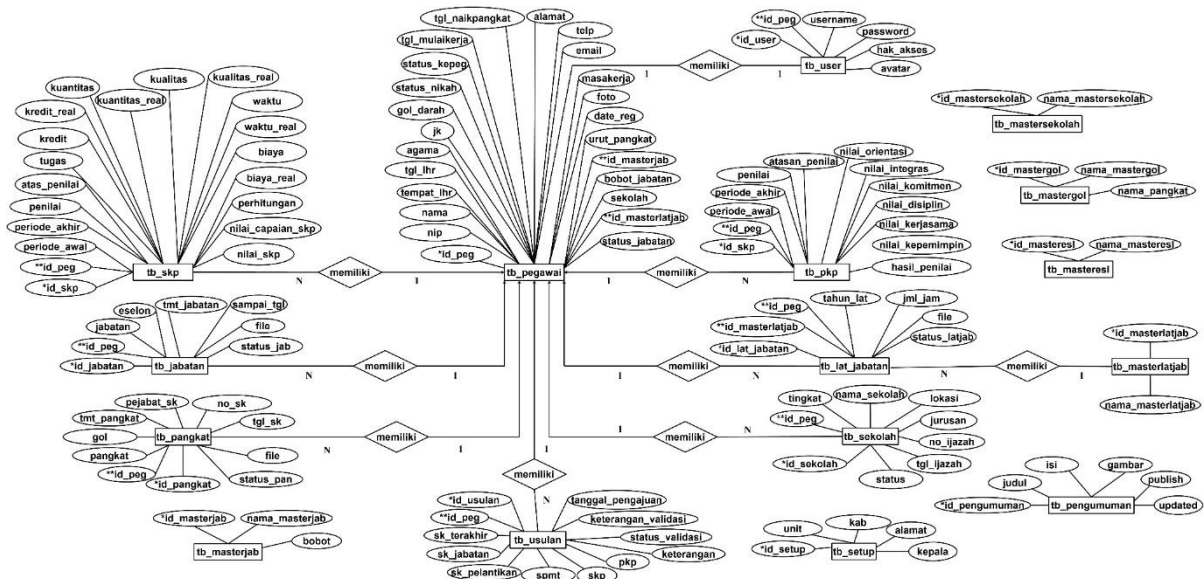 tgl_naikpangkat
alamat
telp
email
tgl_mulaikerja
status_kepeg
status_nikah
gol_darah
jk
agama
tgl_lhr
tempat_lhr
nama
nip
*id_peg
masakerja
foto
date_reg
urut_pangkat
**id_masterjab
bobot_jabatan
sekolah
**id_masterlatjab
status_jabatan
tb_pegawai
memiliki
1
1
**id_peg
username
*id_user
password
hak_akses
avatar
tb_user
kuantitas
kuantitas_real
kualitas
kualitas_real
kredit_real
kredit
tugas
atas_penilai
penilai
periode_akhir
periode_awal
**id_peg
*id_skp
waktu
waktu_real
biaya
biaya_real
perhitungan
nilai_capaian_skp
nilai_skp
tb_skp
N
memiliki
1
atasan_penilai
nilai_orientasi
penilai
nilai_integras
periode_akhir
nilai_komitmen
periode_awal
nilai_disiplin
**id_peg
nilai_kerjasama
*id_skp
nilai_kepemimpin
hasil_penilai
tb_pkp
1
memiliki
N
*id_mastersekolah
nama_mastersekolah
tb_mastersekolah
*id_mastergol
nama_mastergol
nama_pangkat
tb_mastergol
*id_masteresl
nama_masteresl
tb_masteresl
eselon
tmt_jabatan
sampai_tgl
jabatan
file
**id_peg
status_jab
*id_jabatan
tb_jabatan
N
memiliki
1
**id_peg
tahun_lat
jml_jam
**id_masterlatjab
file
status_latjab
*id_lat_jabatan
tb_lat_jabatan
1
memiliki
N
N
memiliki
1
*id_masterlatjab
tb_masterlatjab
nama_masterlatjab
pejabat_sk
no_sk
tmt_pangkat
tgl_sk
gol
tb_pangkat
pangkat
file
**id_peg
*id_pangkat
status_pan
N
memiliki
1
tingkat
nama_sekolah
lokasi
**id_peg
jurusan
tb_sekolah
no_ijazah
*id_sekolah
tgl_ijazah
status
1
memiliki
N
1
memiliki
N
*id_usulan
tanggal_pengajuan
**id_peg
keterangan_validasi
sk_terakhir
status_validasi
tb_usulan
sk_jabatan
keterangan
sk_pelantikan
pkp
spmt
skp
*id_masterjab
nama_masterjab
bobot
tb_masterjab
unit
kab
alamat
*id_setup
tb_setup
kepala
isi
gambar
judul
publish
*id_pengumuman
tb_pengumuman
updated